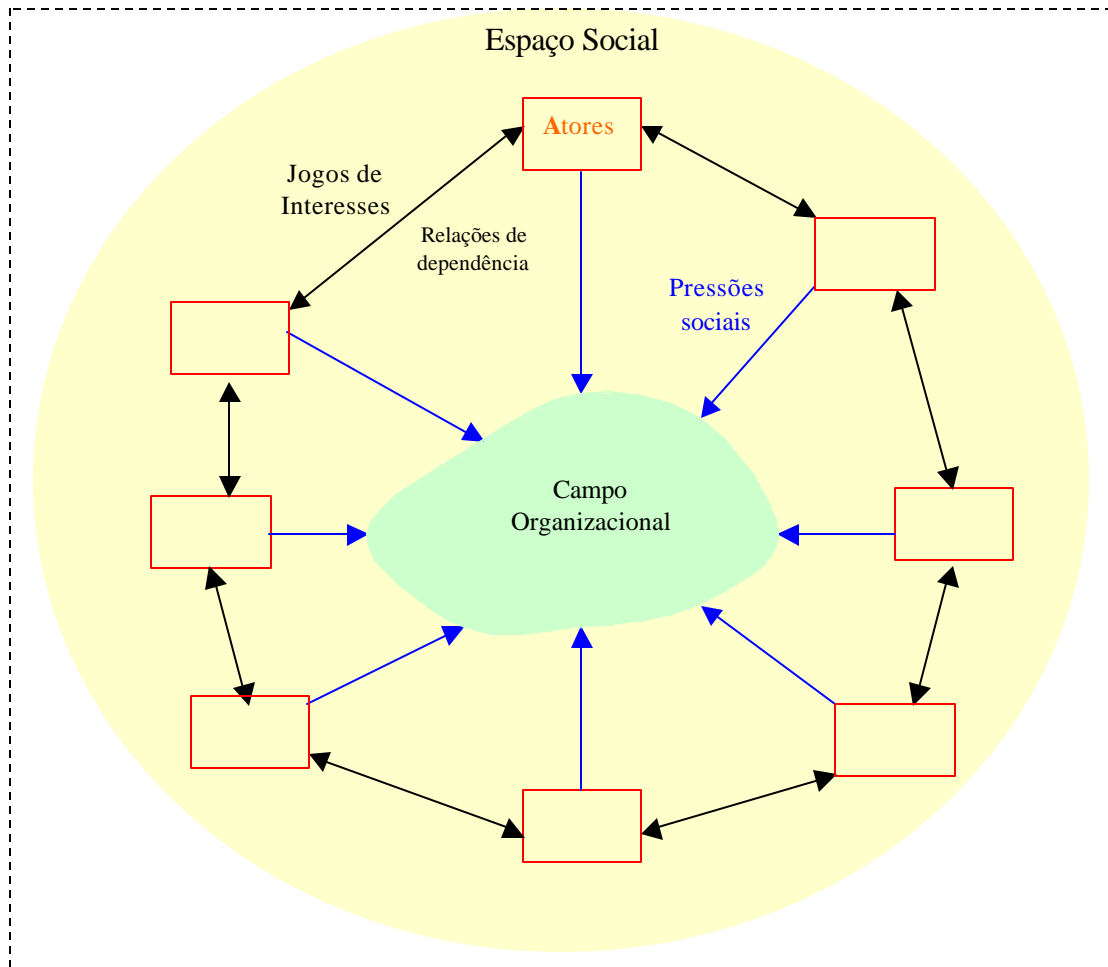 Espaço Social
Atores
Jogos de
Interesses
Relações de
dependência
Pressões
sociais
Campo
Organizacional